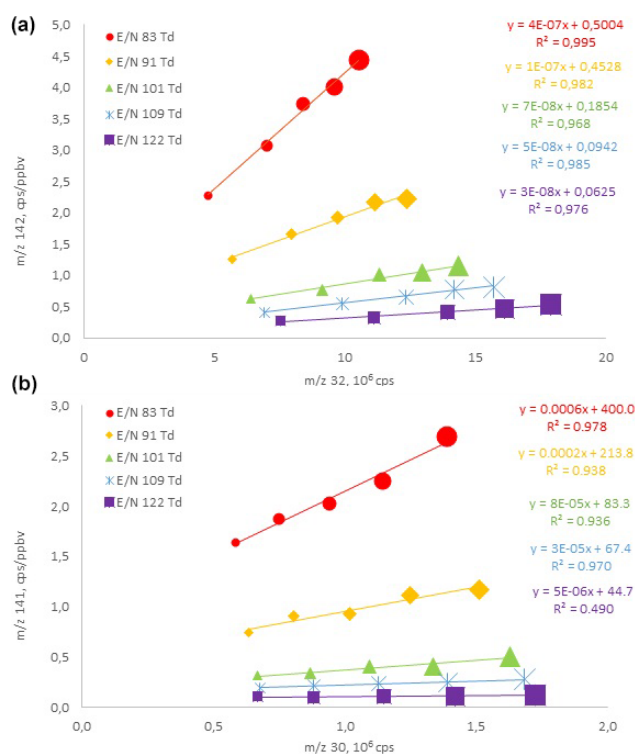 (a)
E/N 83 Td
E/N 91 Td
E/N 101 Td
E/N 109 Td
E/N 122 Td
y = 4E-07x + 0,5004
R² = 0,995
y = 1E-07x + 0,4528
R² = 0,982
y = 7E-08x + 0,1854
R² = 0,968
y = 5E-08x + 0,0942
R² = 0,985
y = 3E-08x + 0,0625
R² = 0,976
m/z 142, cps/ppbv
5,0
4,5
4,0
3,5
3,0
2,5
2,0
1,5
1,0
0,5
0,0
0
5
10
15
20
m/z 32, 10⁶ cps
(b)
E/N 83 Td
E/N 91 Td
E/N 101 Td
E/N 109 Td
E/N 122 Td
y = 0.0006x + 400.0
R² = 0.978
y = 0.0002x + 213.8
R² = 0.938
y = 8E-05x + 83.3
R² = 0.936
y = 3E-05x + 67.4
R² = 0.970
y = 5E-06x + 44.7
R² = 0.490
m/z 141, cps/ppbv
3,0
2,5
2,0
1,5
1,0
0,5
0,0
0,0
0,5
1,0
1,5
2,0
m/z 30, 10⁶ cps